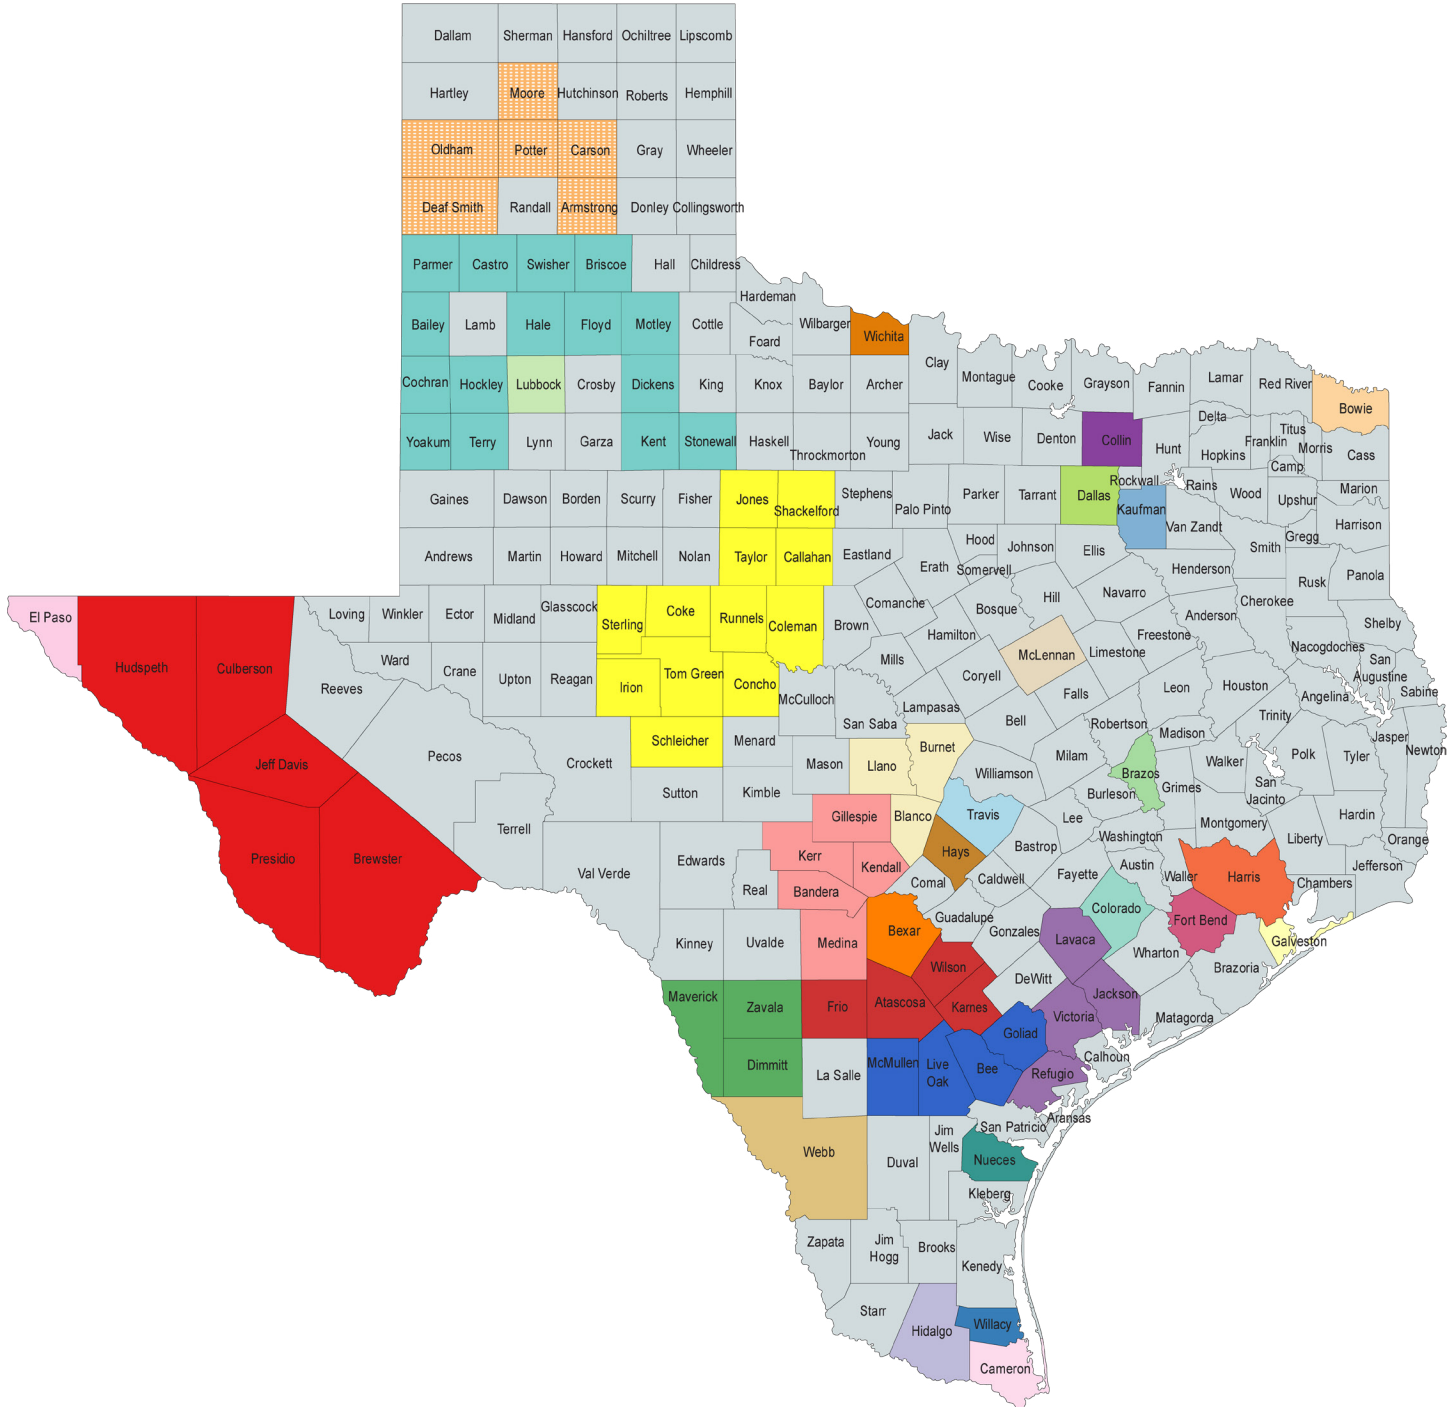 Dallam Sherman Hansford Ochiltree Lipscomb
Hartley Moore Hutchinson Roberts Hemphill
Oldham Potter Carson Gray Wheeler
Deaf Smith Randall Armstrong Donley Collingsworth
Parmer Castro Swisher Briscoe Hall Childress
Hardeman
Bailey Lamb Hale Floyd Motley Cottle Foard Wilbarger Wichita
Clay Montague Cooke Grayson Fannin Lamar Red River Bowie
Cochran Hockley Lubbock Crosby Dickens King Knox Baylor Archer
Delta Titus Morris Franklin
Yoakum Terry Lynn Garza Kent Stonewall Haskell Throckmorton Young Jack Wise Denton Collin Hunt Hopkins Camp Cass
Gaines Dawson Borden Scurry Fisher Jones Shackelford Stephens Palo Pinto Parker Tarrant Dallas Rockwall Rains Wood Upshur Marion
Kaufman Van Zandt Gregg Harrison
Andrews Martin Howard Mitchell Nolan Taylor Callahan Eastland Erath Hood Somervell Johnson Ellis Henderson Smith Rusk Panola
El Paso Loving Winkler Ector Midland Glasscock Sterling Coke Runnels Coleman Brown Comanche Bosque Hill Navarro Anderson Cherokee Shelby
Hamilton McLennan Limestone Freestone Nacogdoches San
Augustine
Sabine
Hudspeth Culberson Reeves Ward Crane Upton Reagan Irion Tom Green Concho McCulloch Mills Coryell Falls Leon Houston Angelina
San Saba Lampasas Bell Robertson Madison Trinity Jasper Newton
Jeff Davis Pecos Crockett Schleicher Menard Mason Llano Burnet Williamson Milam Brazos Grimes Walker Polk Tyler
San
Jacinto
Sutton Kimble Burleson
Terrell Gillespie Blanco Travis Lee Washington Montgomery Liberty Hardin Orange
Presidio Brewster Val Verde Edwards Real Kerr Kendall Hays Bastrop Austin Waller Harris Chambers Jefferson
Bandera Comal Caldwell Fayette
Kinney Uvalde Medina Bexar Guadalupe Gonzales Lavaca Colorado Fort Bend Galveston
Wilson DeWitt Wharton Brazoria
Maverick Zavala Frio Atascosa Karnes Goliad Victoria Jackson Matagorda
Dimmitt La Salle McMullen Live
Oak
Bee Refugio Calhoun
Webb Duval Jim
Wells
San Patricio Aransas
Nueces
Kleberg
Zapata Jim
Hogg
Brooks Kenedy
Starr Hidalgo Willacy
Cameron